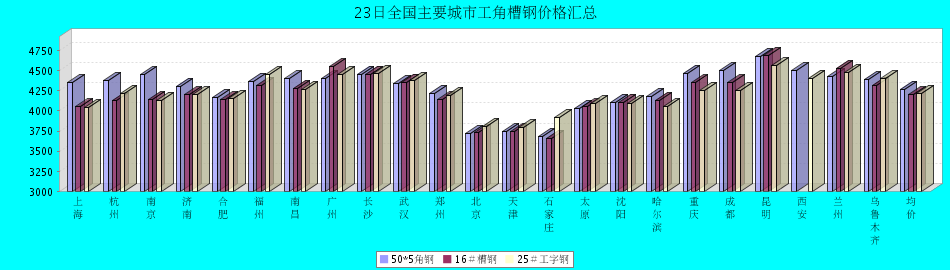 23日全国主要城市工角槽钢价格汇总
4750
4500
4250
4000
3750
3500
3250
3000
上海
杭州
南京
济南
合肥
福州
南昌
广州
长沙
武汉
郑州
北京
天津
石家庄
太原
沈阳
哈尔滨
重庆
成都
昆明
西安
兰州
乌鲁木齐
均价
50*5角钢 16#槽钢 25#工字钢